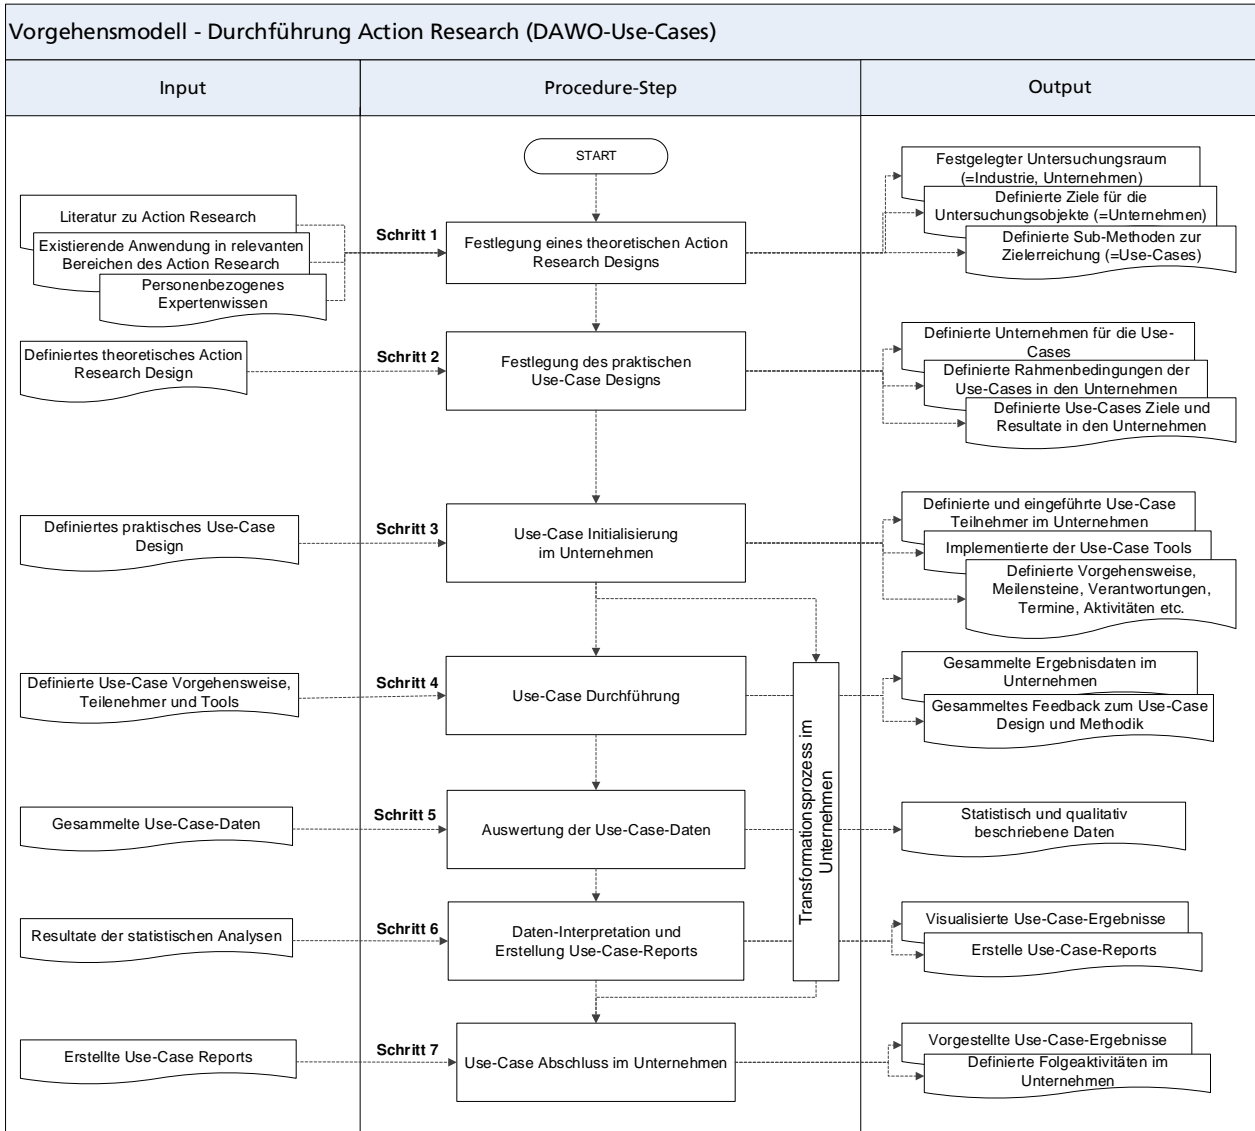 Vorgehensmodell - Durchführung Action Research (DAWO-Use-Cases)
Input
Procedure-Step
Output
START
Literatur zu Action Research
Existierende Anwendung in relevanten
Bereichen des Action Research
Personenbezogenes
Expertenwissen
Schritt 1
Festlegung eines theoretischen Action
Research Designs
Festgelegter Untersuchungsraum
(=Industrie, Unternehmen)
Definierte Ziele für die
Untersuchungsobjekte (=Unternehmen)
Definierte Sub-Methoden zur
Zielerreichung (=Use-Cases)
Definiertes theoretisches Action
Research Design
Schritt 2
Festlegung des praktischen
Use-Case Designs
Definierte Unternehmen für die Use-
Cases
Definierte Rahmenbedingungen der
Use-Cases in den Unternehmen
Definierte Use-Cases Ziele und
Resultate in den Unternehmen
Definiertes praktisches Use-Case
Design
Schritt 3
Use-Case Initialisierung
im Unternehmen
Definierte und eingeführte Use-Case
Teilnehmer im Unternehmen
Implementierte der Use-Case Tools
Definierte Vorgehensweise,
Meilensteine, Verantwortungen,
Termine, Aktivitäten etc.
Definierte Use-Case Vorgehensweise,
Teilenehmer und Tools
Schritt 4
Use-Case Durchführung
Transformationsprozess im
Unternehmen
Gesammelte Ergebnisdaten im
Unternehmen
Gesammeltes Feedback zum Use-Case
Design und Methodik
Gesammelte Use-Case-Daten
Schritt 5
Auswertung der Use-Case-Daten
Statistisch und qualitativ
beschriebene Daten
Resultate der statistischen Analysen
Schritt 6
Daten-Interpretation und
Erstellung Use-Case-Reports
Visualisierte Use-Case-Ergebnisse
Erstelle Use-Case-Reports
Erstellte Use-Case Reports
Schritt 7
Use-Case Abschluss im Unternehmen
Vorgestellte Use-Case-Ergebnisse
Definierte Folgeaktivitäten im
Unternehmen